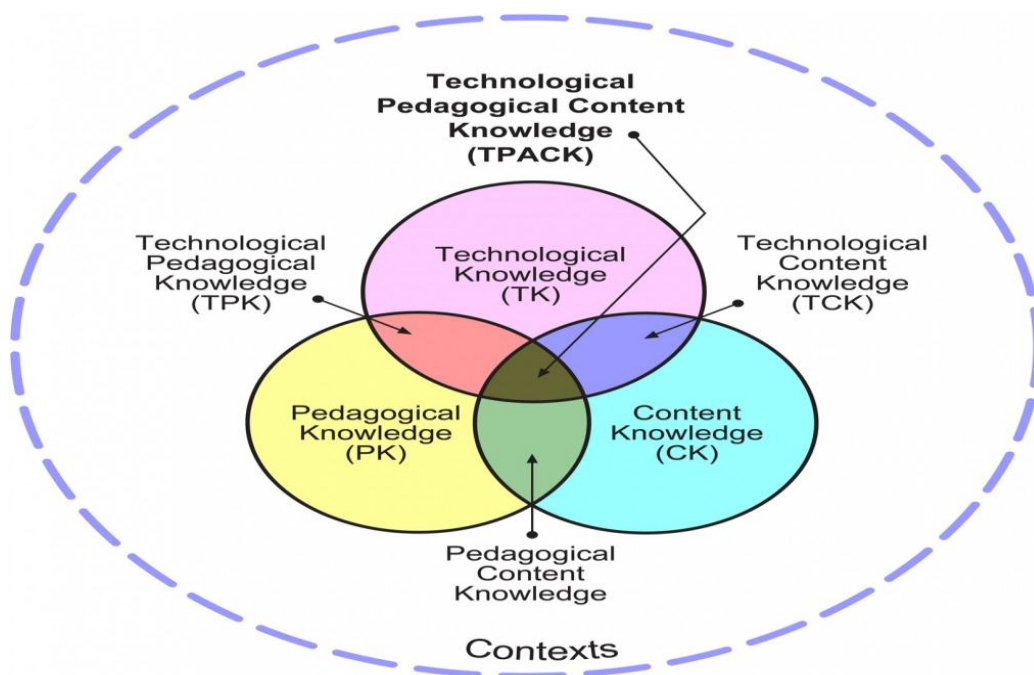 Technological
Pedagogical Content
Knowledge
(TPACK)
Technological
Pedagogical
Knowledge
(TPK)
Technological
Knowledge
(TK)
Technological
Content
Knowledge
(TCK)
Pedagogical
Knowledge
(PK)
Content
Knowledge
(CK)
Pedagogical
Content
Knowledge
Contexts